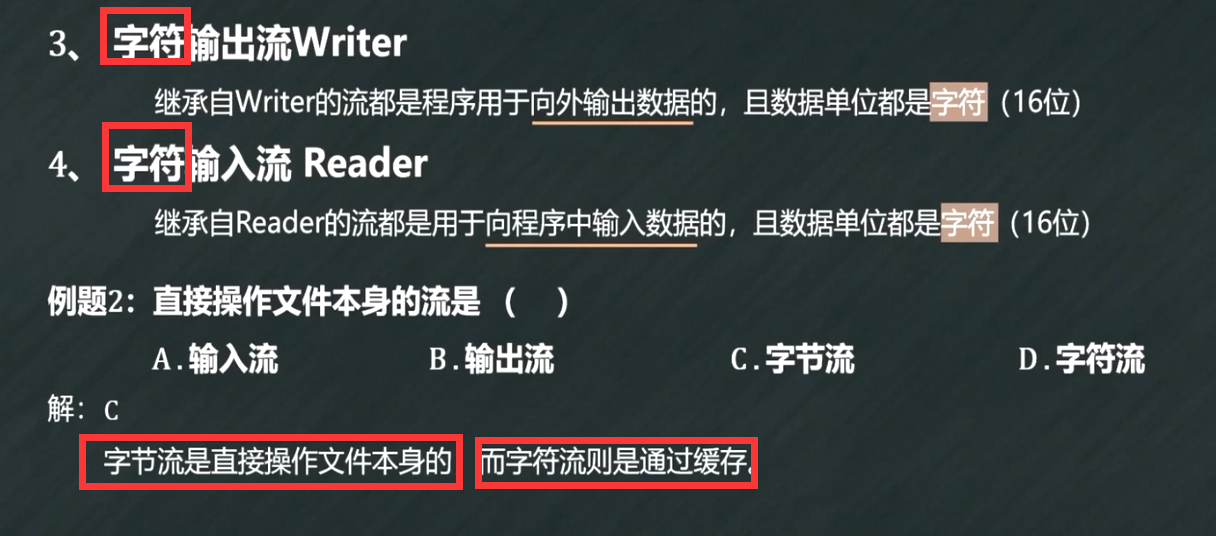 3、 字符输出流Writer
继承自Writer的流都是程序用于向外输出数据的，且数据单位都是字符（16位）
4、 字符输入流 Reader
继承自Reader的流都是用于向程序中输入数据的，且数据单位都是字符（16位）
例题2：直接操作文件本身的流是 （ ）
A.输入流 B.输出流 C.字节流 D.字符流
解： C
字节流是直接操作文件本身的 而字符流则是通过缓存。